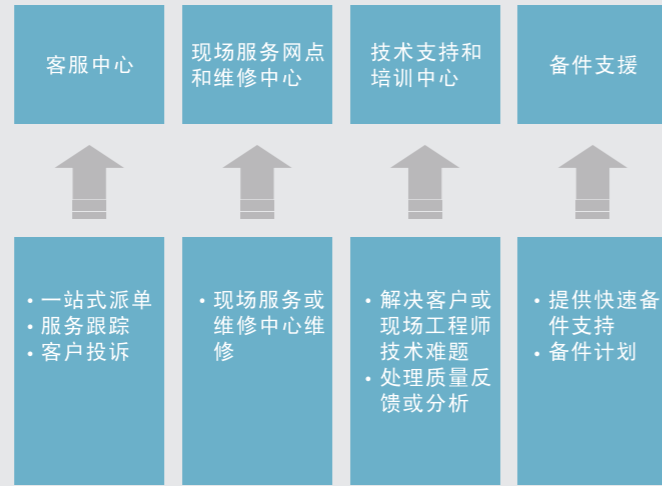 客服中心
现场服务网点
和维修中心
技术支持和
培训中心
备件支援
• 一站式派单
• 服务跟踪
• 客户投诉
• 现场服务或
维修中心维
修
• 解决客户或
现场工程师
技术难题
• 处理质量反
馈或分析
• 提供快速备
件支持
• 备件计划